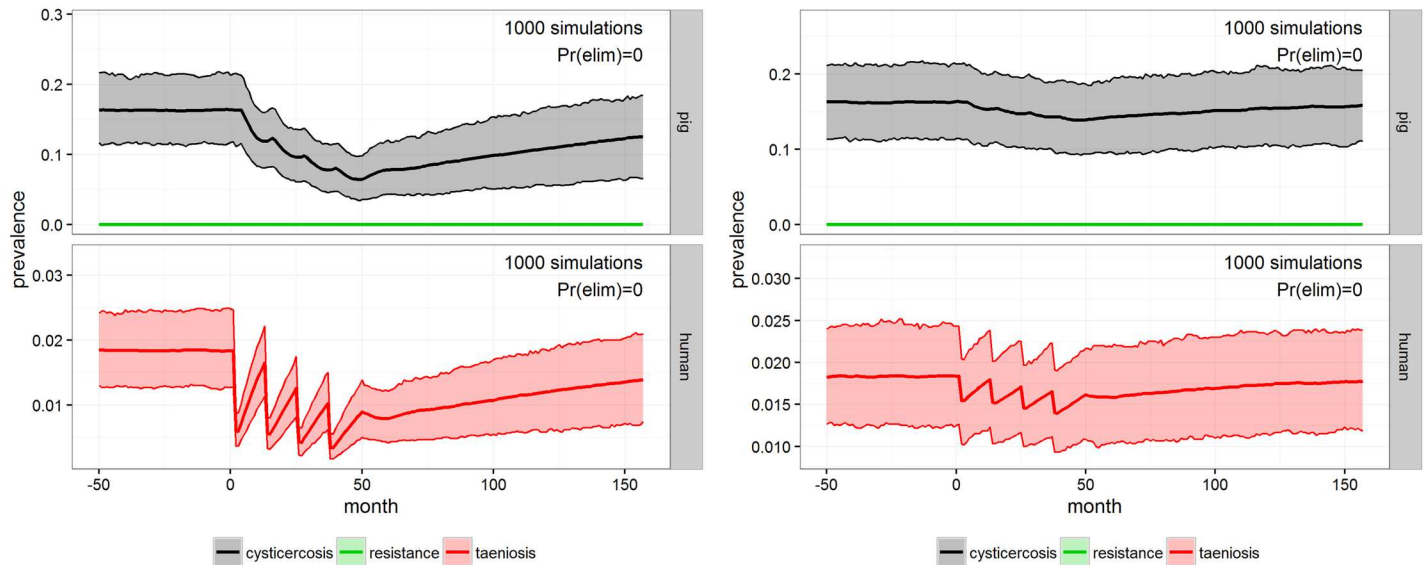 0.3
0.2
0.1
0.0
1000 simulations
Pr(elim)=0
pig
prevalence
0.03
0.02
0.01
1000 simulations
Pr(elim)=0
human
-50
0
50
100
150
month
cysticercosis
resistance
taeniosis
0.2
0.1
0.0
1000 simulations
Pr(elim)=0
pig
prevalence
0.030
0.025
0.020
0.015
0.010
1000 simulations
Pr(elim)=0
human
-50
0
50
100
150
month
cysticercosis
resistance
taeniosis